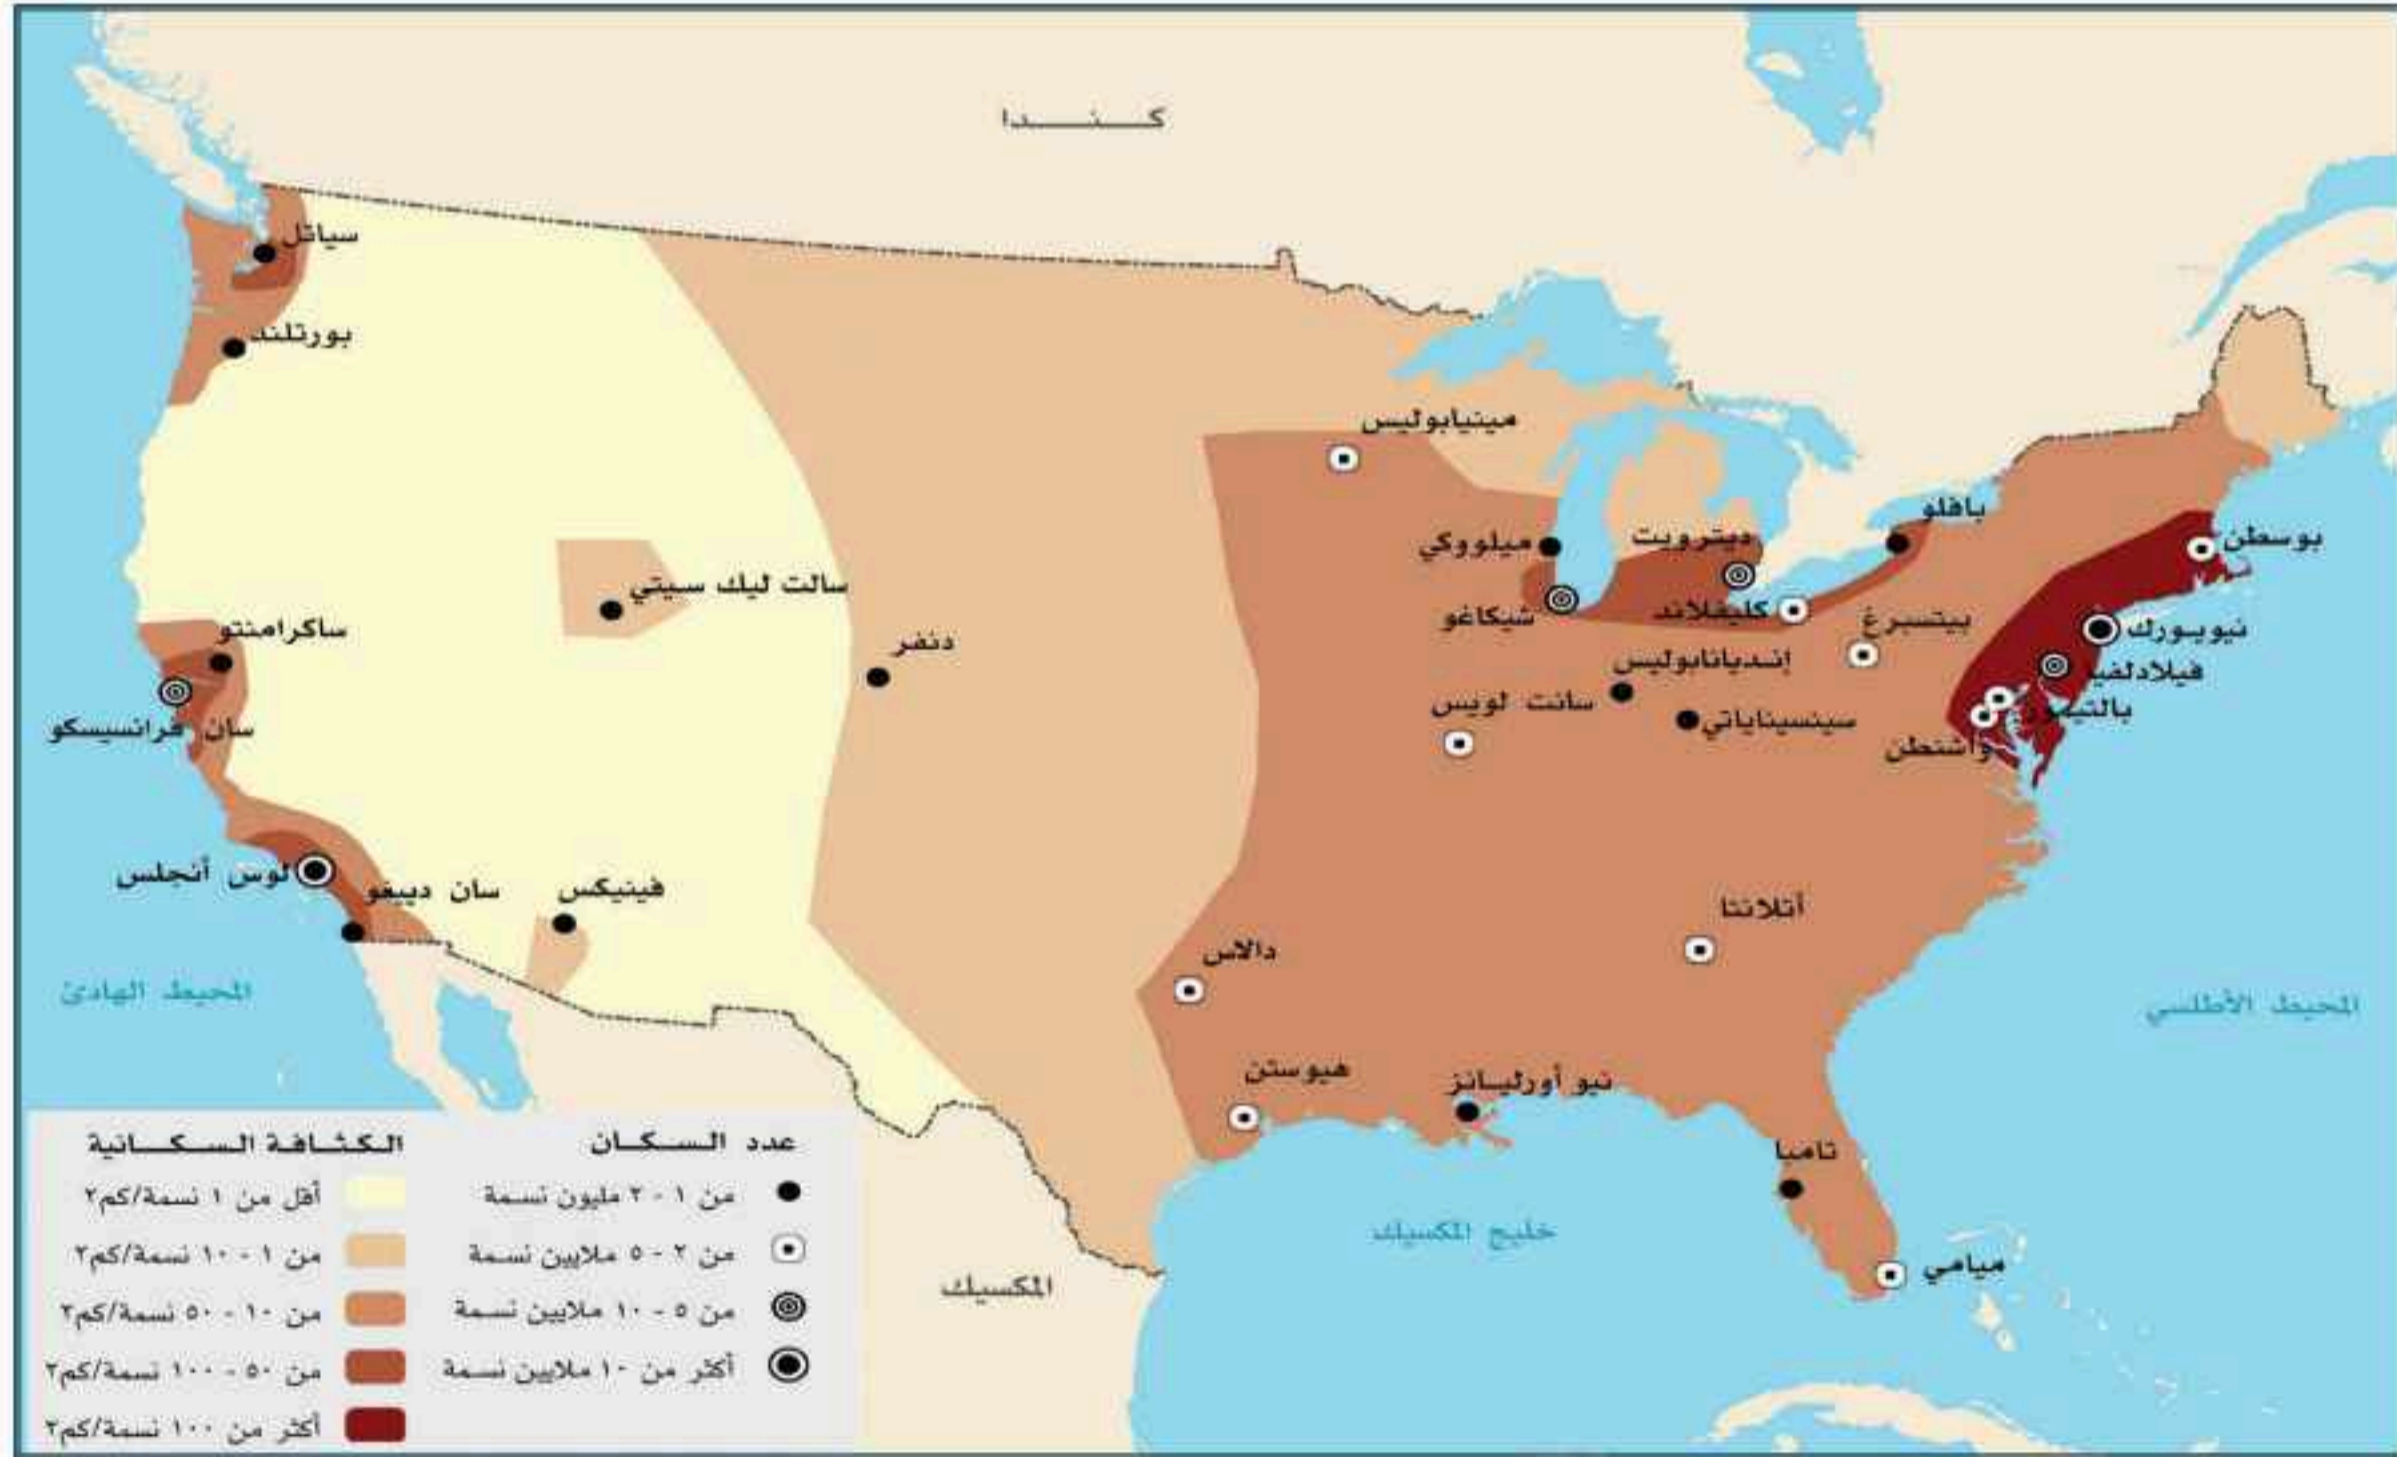 كـنـدا
سياتل
بورتلند
مينيابوليس
بافلو
ديترويت
بوسطن
ميلووكي
سالت ليك سيتي
كليفلاند
شيكاغو
بيتسبرغ
نيويورك
ساكرامنتو
دنفر
إنديانابوليس
فيلادلفيا
سانت لويس
بالتيمور
سينسيناياتي
سان فرانسيسكو
واشنطن
لوس أنجلس
سان دييغو
فينيكس
أتلانتا
دالاس
المحيط الهادئ
المحيط الأطلسي
هيوستن
نيو أورليانز
تامبا
خليج المكسيك
ميامي
المكسيك
عدد السكان
من ١ - ٢ مليون نسمة
من ٢ - ٥ ملايين نسمة
من ٥ - ١٠ ملايين نسمة
أكثر من ١٠ ملايين نسمة
الكثافة السكانية
أقل من ١ نسمة/كم٢
من ١ - ١٠ نسمة/كم٢
من ١٠ - ٥٠ نسمة/كم٢
من ٥٠ - ١٠٠ نسمة/كم٢
أكثر من ١٠٠ نسمة/كم٢